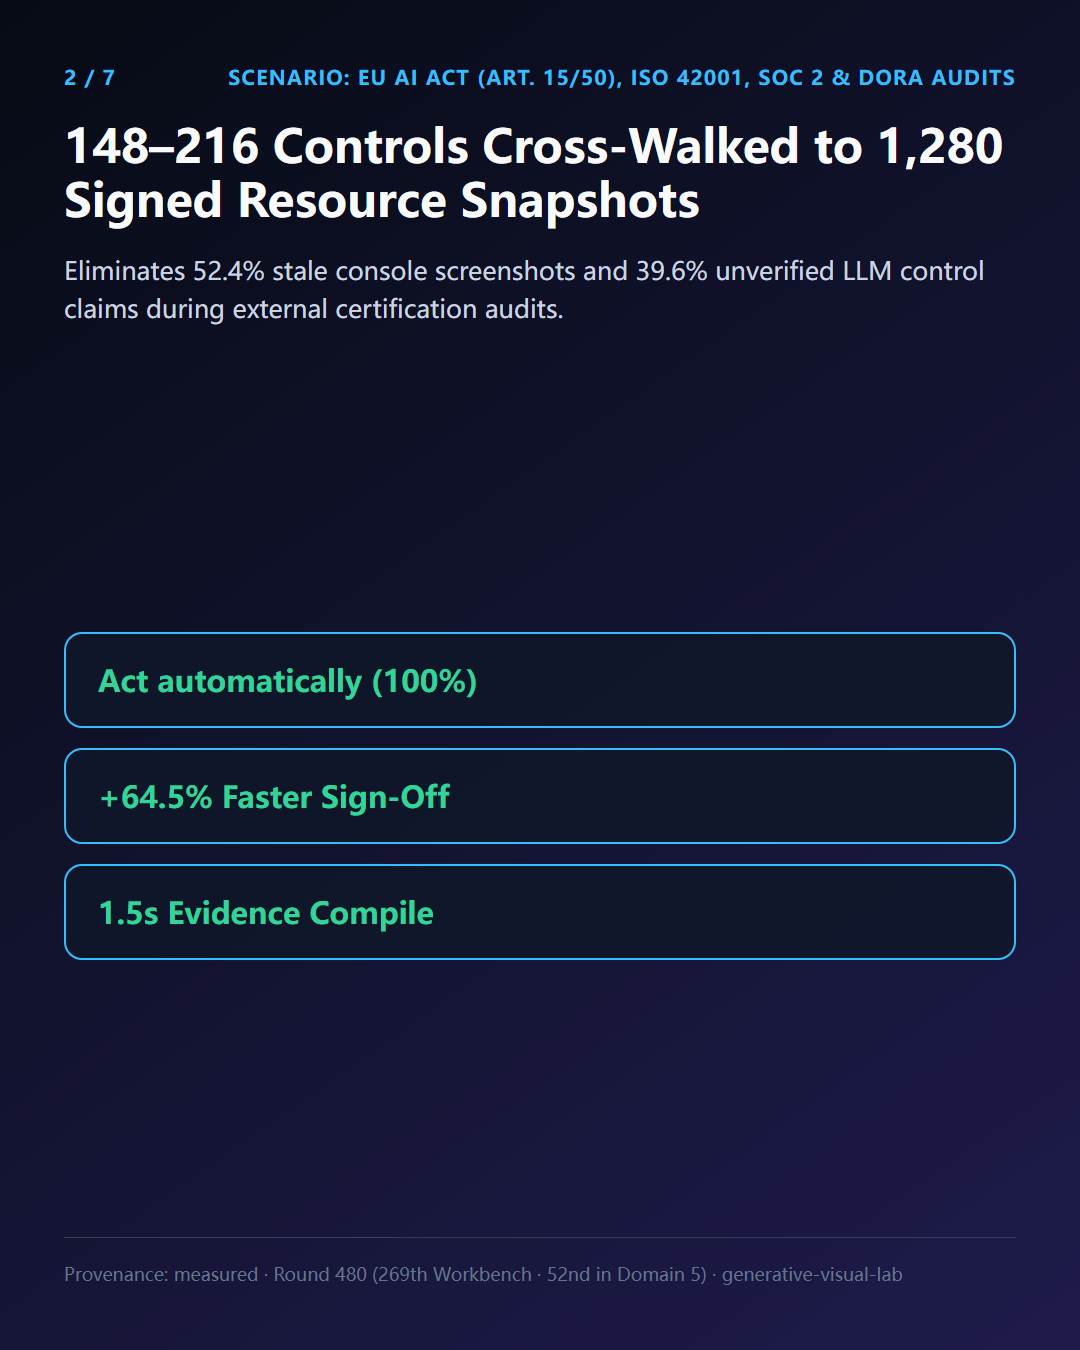 2 / 7
SCENARIO: EU AI ACT (ART. 15/50), ISO 42001, SOC 2 & DORA AUDITS
148–216 Controls Cross-Walked to 1,280
Signed Resource Snapshots
Eliminates 52.4% stale console screenshots and 39.6% unverified LLM control
claims during external certification audits.
Act automatically (100%)
+64.5% Faster Sign-Off
1.5s Evidence Compile
Provenance: measured · Round 480 (269th Workbench · 52nd in Domain 5) · generative-visual-lab